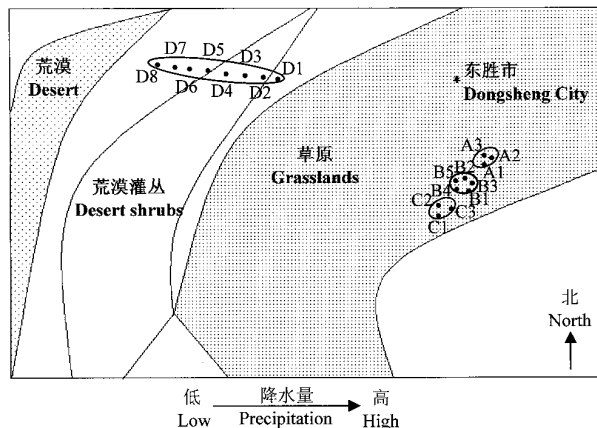 荒漠
Desert
D7
D5
D3
D1
D8
D6
D4
D2
东胜市
Dongsheng City
草原
Grasslands
荒漠灌丛
Desert shrubs
A3
A2
A1
B5
B2
B4
B3
B1
C2
C3
C1
北
North
低
降水量
高
Low
Precipitation
High